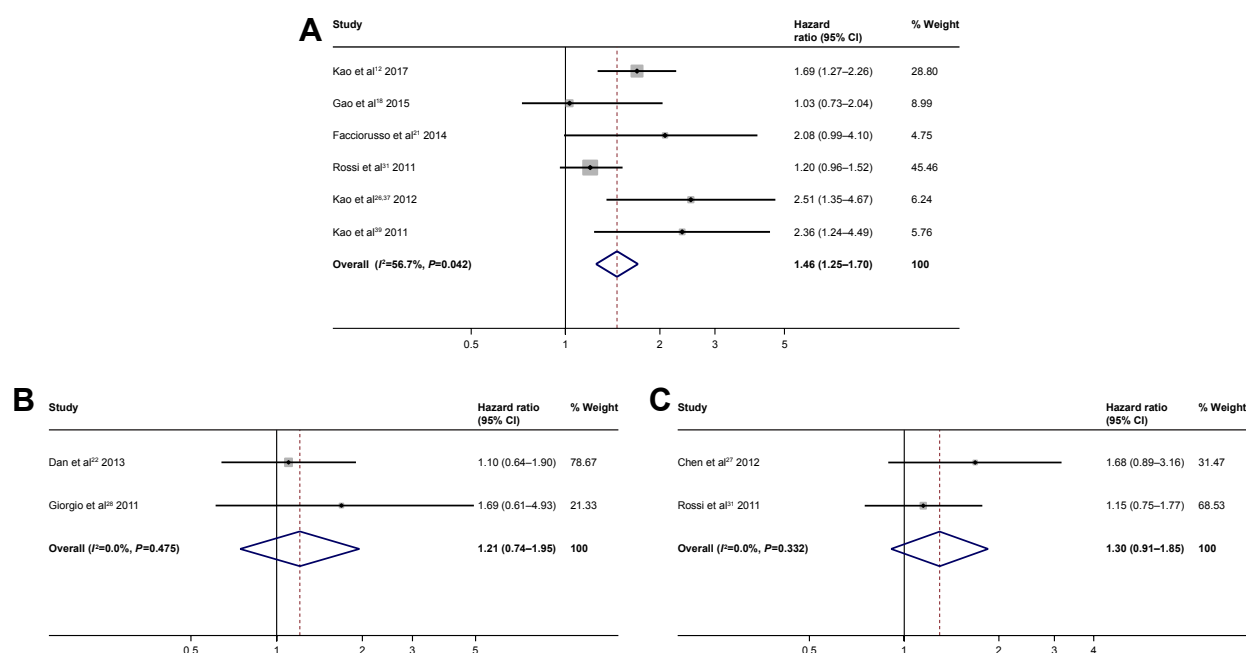 A
Study Hazard ratio (95% CI) % Weight
Kao et al¹² 2017 1.69 (1.27–2.26) 28.80
Gao et al¹⁸ 2015 1.03 (0.73–2.04) 8.99
Facciorusso et al²¹ 2014 2.08 (0.99–4.10) 4.75
Rossi et al³¹ 2011 1.20 (0.96–1.52) 45.46
Kao et al²⁶,³⁷ 2012 2.51 (1.35–4.67) 6.24
Kao et al³⁹ 2011 2.36 (1.24–4.49) 5.76
Overall (I²=56.7%, P=0.042) 1.46 (1.25–1.70) 100
0.5 1 2 3 5
B
Study Hazard ratio (95% CI) % Weight
Dan et al²² 2013 1.10 (0.64–1.90) 78.67
Giorgio et al²⁸ 2011 1.69 (0.61–4.93) 21.33
Overall (I²=0.0%, P=0.475) 1.21 (0.74–1.95) 100
0.5 1 2 3 5
C
Study Hazard ratio (95% CI) % Weight
Chen et al²⁷ 2012 1.68 (0.89–3.16) 31.47
Rossi et al³¹ 2011 1.15 (0.75–1.77) 68.53
Overall (I²=0.0%, P=0.332) 1.30 (0.91–1.85) 100
0.5 1 2 3 4